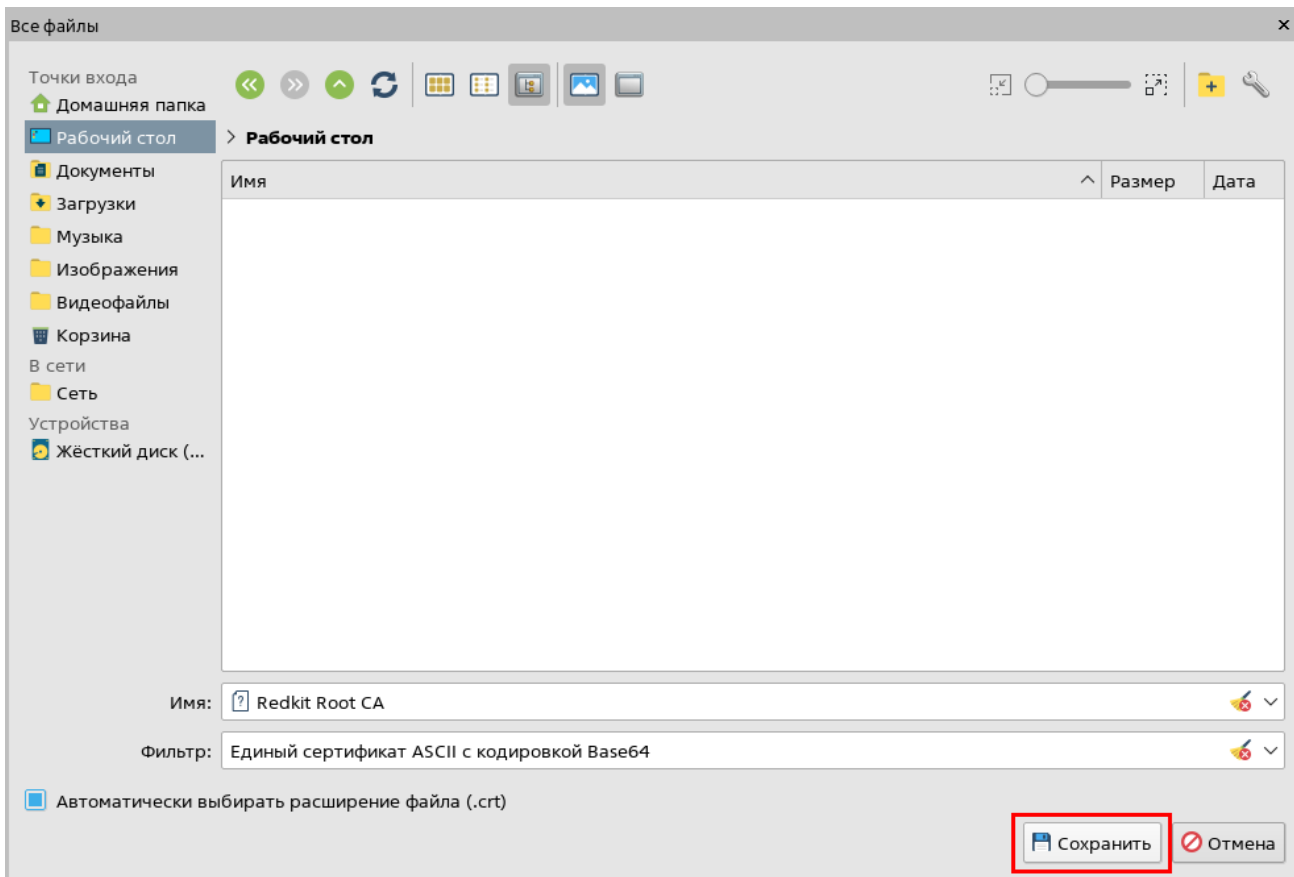 Все файлы
Точки входа
Домашняя папка
Рабочий стол
Документы
Загрузки
Музыка
Изображения
Видеофайлы
Корзина
В сети
Сеть
Устройства
Жёсткий диск (...
> Рабочий стол
Имя Размер Дата
Имя: Redkit Root CA
Фильтр: Единый сертификат ASCII с кодировкой Base64
Автоматически выбирать расширение файла (.crt)
Сохранить Отмена